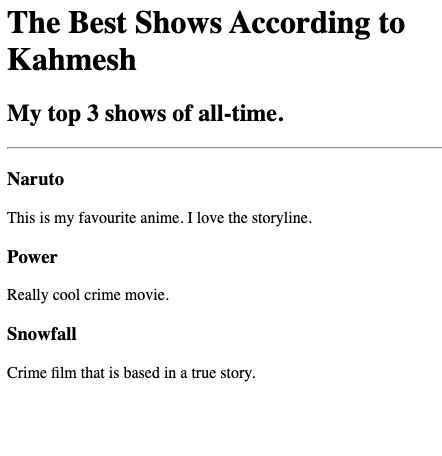 The Best Shows According to
Kahmesh
My top 3 shows of all-time.
Naruto
This is my favourite anime. I love the storyline.
Power
Really cool crime movie.
Snowfall
Crime film that is based in a true story.